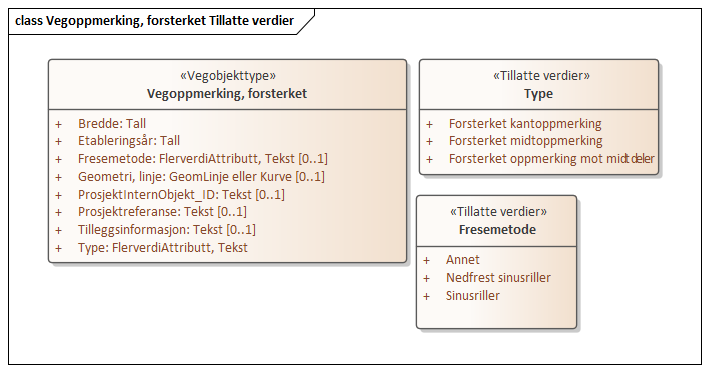 class Vegoppmerking, forsterket Tillatte verdier
«Vegobjekttype»
Vegoppmerking, forsterket
+ Bredde: Tall
+ Etableringsår: Tall
+ Fresemetode: FlerverdiAttributt, Tekst [0..1]
+ Geometri, linje: GeomLinje eller Kurve [0..1]
+ ProsjektInternObjekt_ID: Tekst [0..1]
+ Prosjektreferanse: Tekst [0..1]
+ Tilleggsinformasjon: Tekst [0..1]
+ Type: FlerverdiAttributt, Tekst
«Tillatte verdier»
Type
+ Forsterket kantoppmerking
+ Forsterket midtoppmerking
+ Forsterket oppmerking mot midtdeler
«Tillatte verdier»
Fresemetode
+ Annet
+ Nedfrest sinusriller
+ Sinusriller